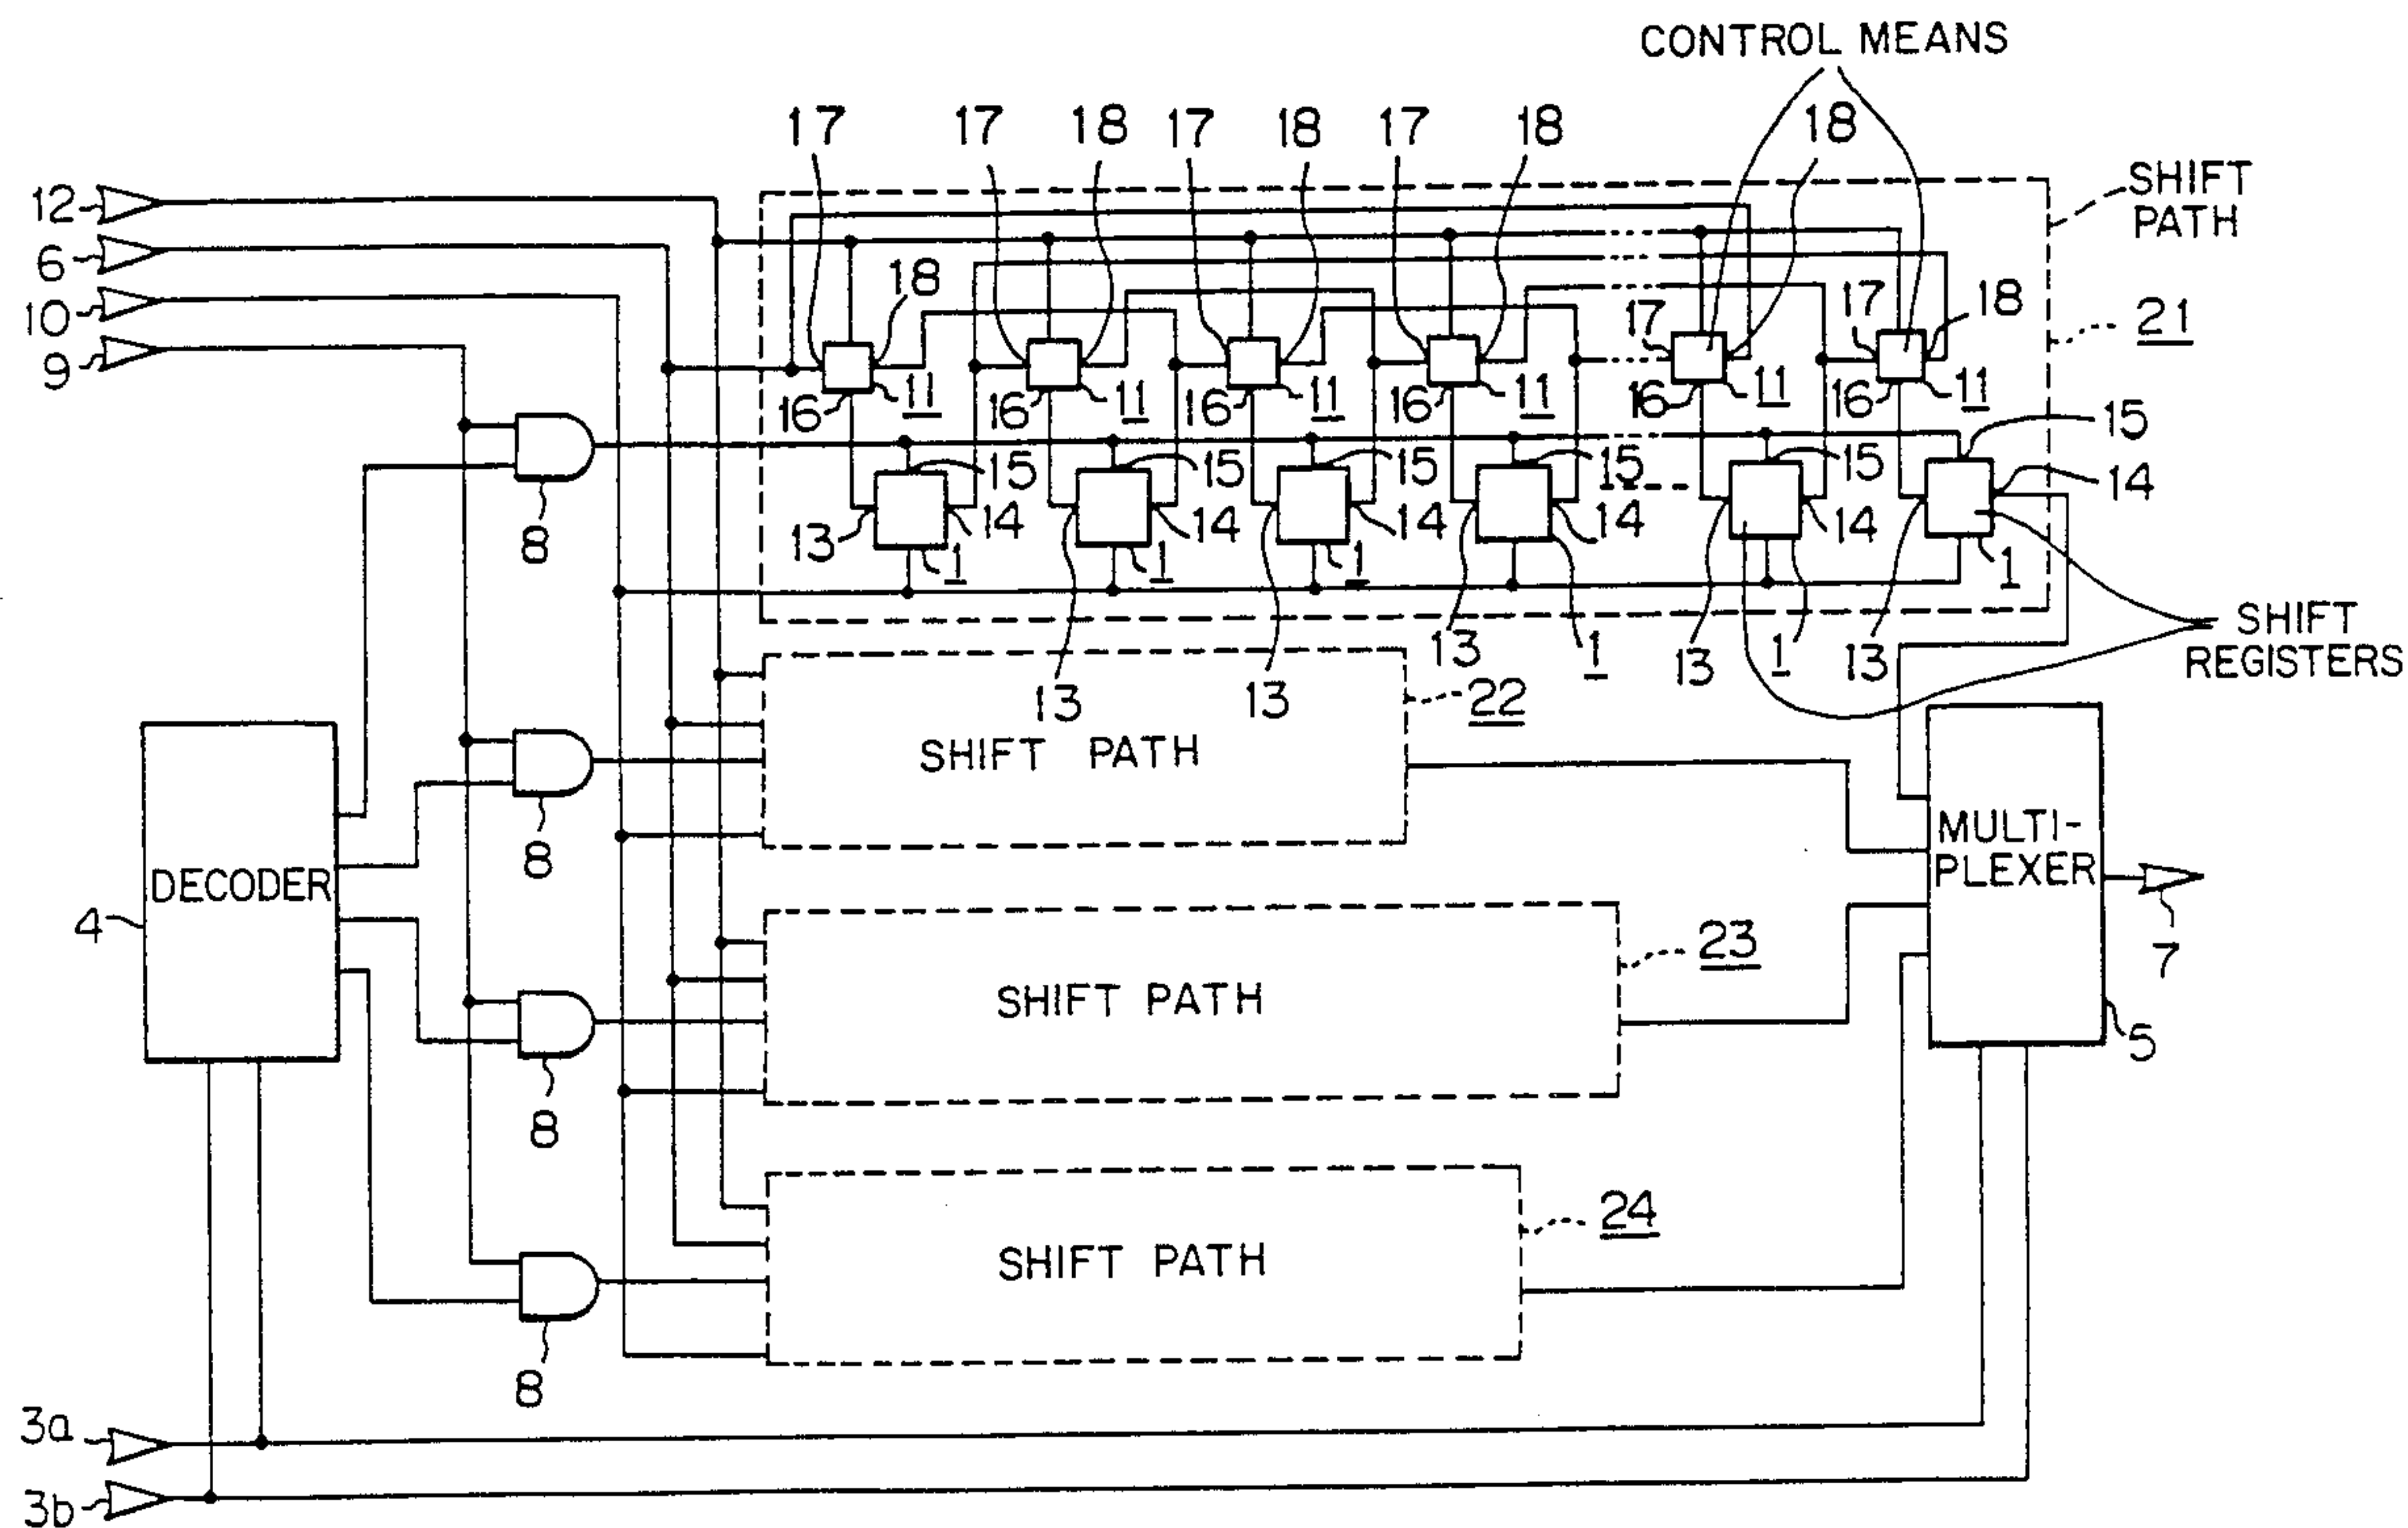 CONTROL MEANS
17 17 18 17 18 17 18 18
SHIFT
PATH
12
6
10
9
18 17 17 18
21
16 11 16 11 16 11 16 11 16 11 16 11
15 15 15 15 15 15
14
13 14 14 14 14 14
8 1 1 1 1
13 13 13 1 13 1 13
SHIFT
REGISTERS
22
SHIFT PATH
8
DECODER
4
MULTI-
PLEXER
7
5
23
SHIFT PATH
8
24
SHIFT PATH
8
3a
3b